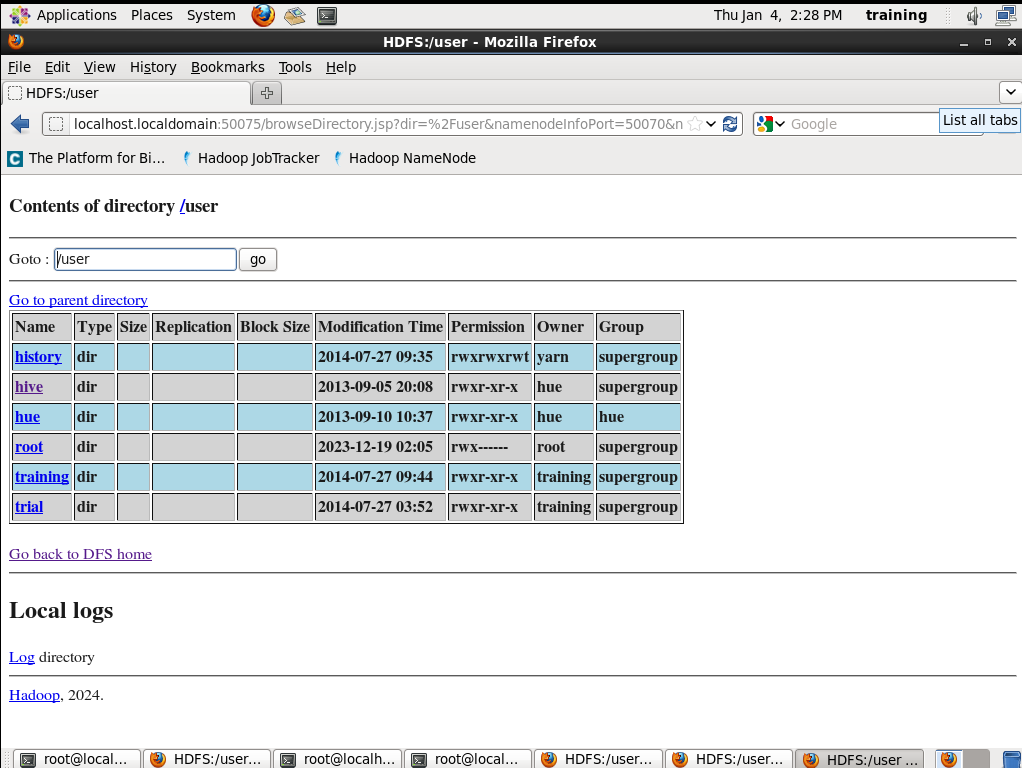 Applications Places System Thu Jan 4, 2:28 PM training
HDFS:/user - Mozilla Firefox
File Edit View History Bookmarks Tools Help
HDFS:/user
localhost.localdomain:50075/browseDirectory.jsp?dir=%2Fuser&namenodeInfoPort=50070&n Google List all tabs
The Platform for Bi... Hadoop JobTracker Hadoop NameNode
Contents of directory /user
Goto : /user go
Go to parent directory
Name Type Size Replication Block Size Modification Time Permission Owner Group
history dir 2014-07-27 09:35 rwxrwxrwt yarn supergroup
hive dir 2013-09-05 20:08 rwxr-xr-x hue supergroup
hue dir 2013-09-10 10:37 rwxr-xr-x hue hue
root dir 2023-12-19 02:05 rwx------ root supergroup
training dir 2014-07-27 09:44 rwxr-xr-x training supergroup
trial dir 2014-07-27 03:52 rwxr-xr-x training supergroup
Go back to DFS home
Local logs
Log directory
Hadoop, 2024.
root@local... HDFS:/user... root@localh... root@local... HDFS:/user... HDFS:/user... HDFS:/user ...